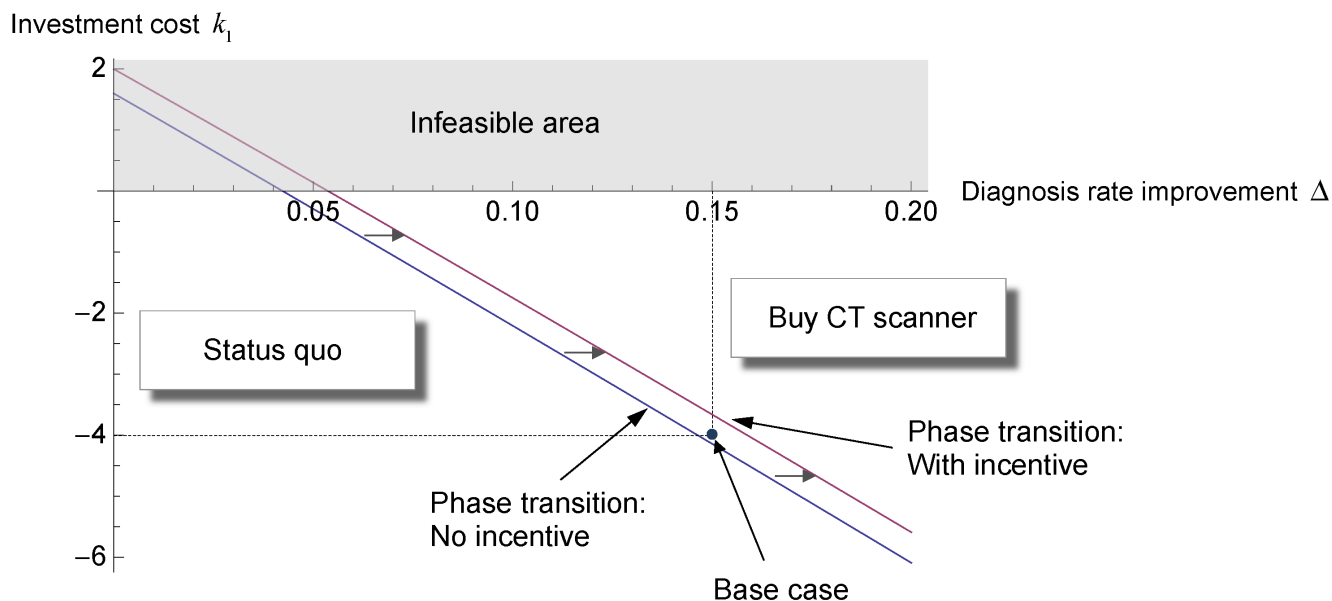 Investment cost k₁
2
Infeasible area
0.05
0.10
0.15
0.20
Diagnosis rate improvement Δ
−2
Status quo
Buy CT scanner
−4
Phase transition:
With incentive
Phase transition:
No incentive
−6
Base case